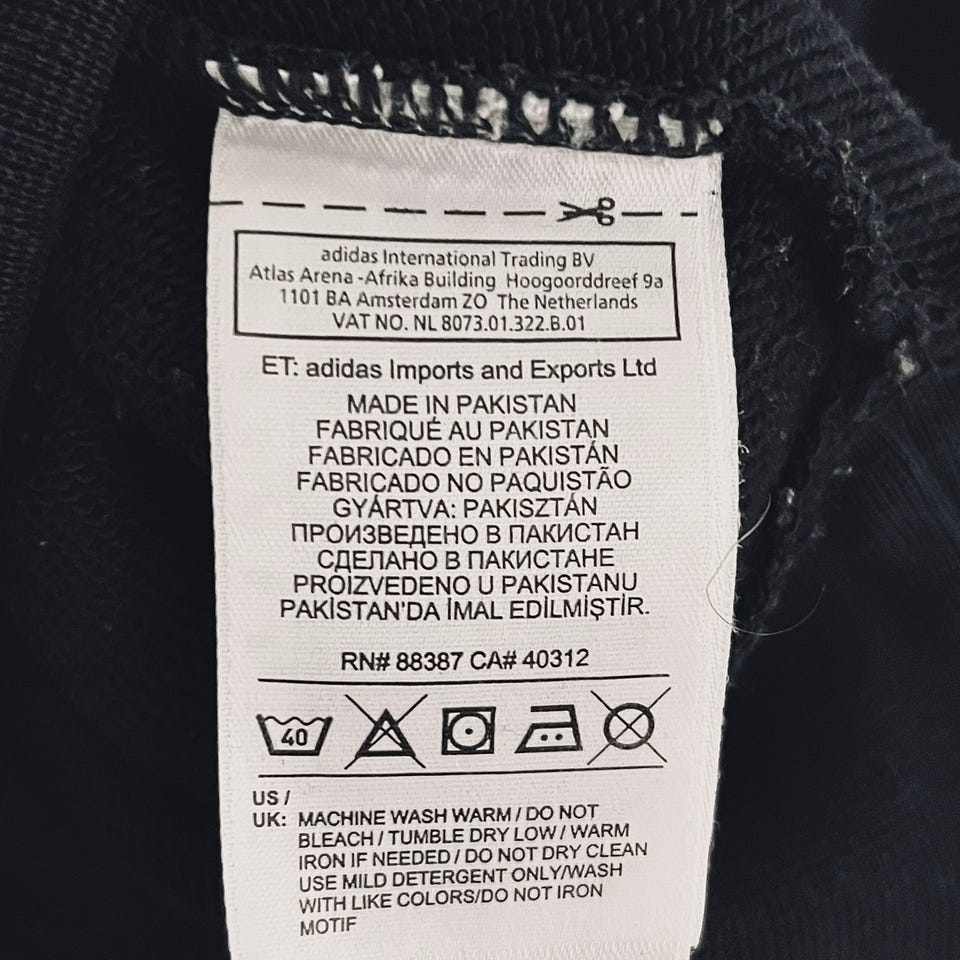 adidas International Trading BV
Atlas Arena -Afrika Building Hoogoorddreef 9a
1101 BA Amsterdam ZO The Netherlands
VAT NO. NL 8073.01.322.B.01
ET: adidas Imports and Exports Ltd
MADE IN PAKISTAN
FABRIQUÉ AU PAKISTAN
FABRICADO EN PAKISTÁN
FABRICADO NO PAQUISTÃO
GYÁRTVA: PAKISZTÁN
ПРОИЗВЕДЕНО В ПАКИСТАН
СДЕЛАНО В ПАКИСТАНЕ
PROIZVEDENO U PAKISTANU
PAKİSTAN'DA İMAL EDİLMİŞTİR.
RN# 88387 CA# 40312
40
US /
UK: MACHINE WASH WARM / DO NOT
BLEACH / TUMBLE DRY LOW / WARM
IRON IF NEEDED / DO NOT DRY CLEAN
USE MILD DETERGENT ONLY/WASH
WITH LIKE COLORS/DO NOT IRON
MOTIF